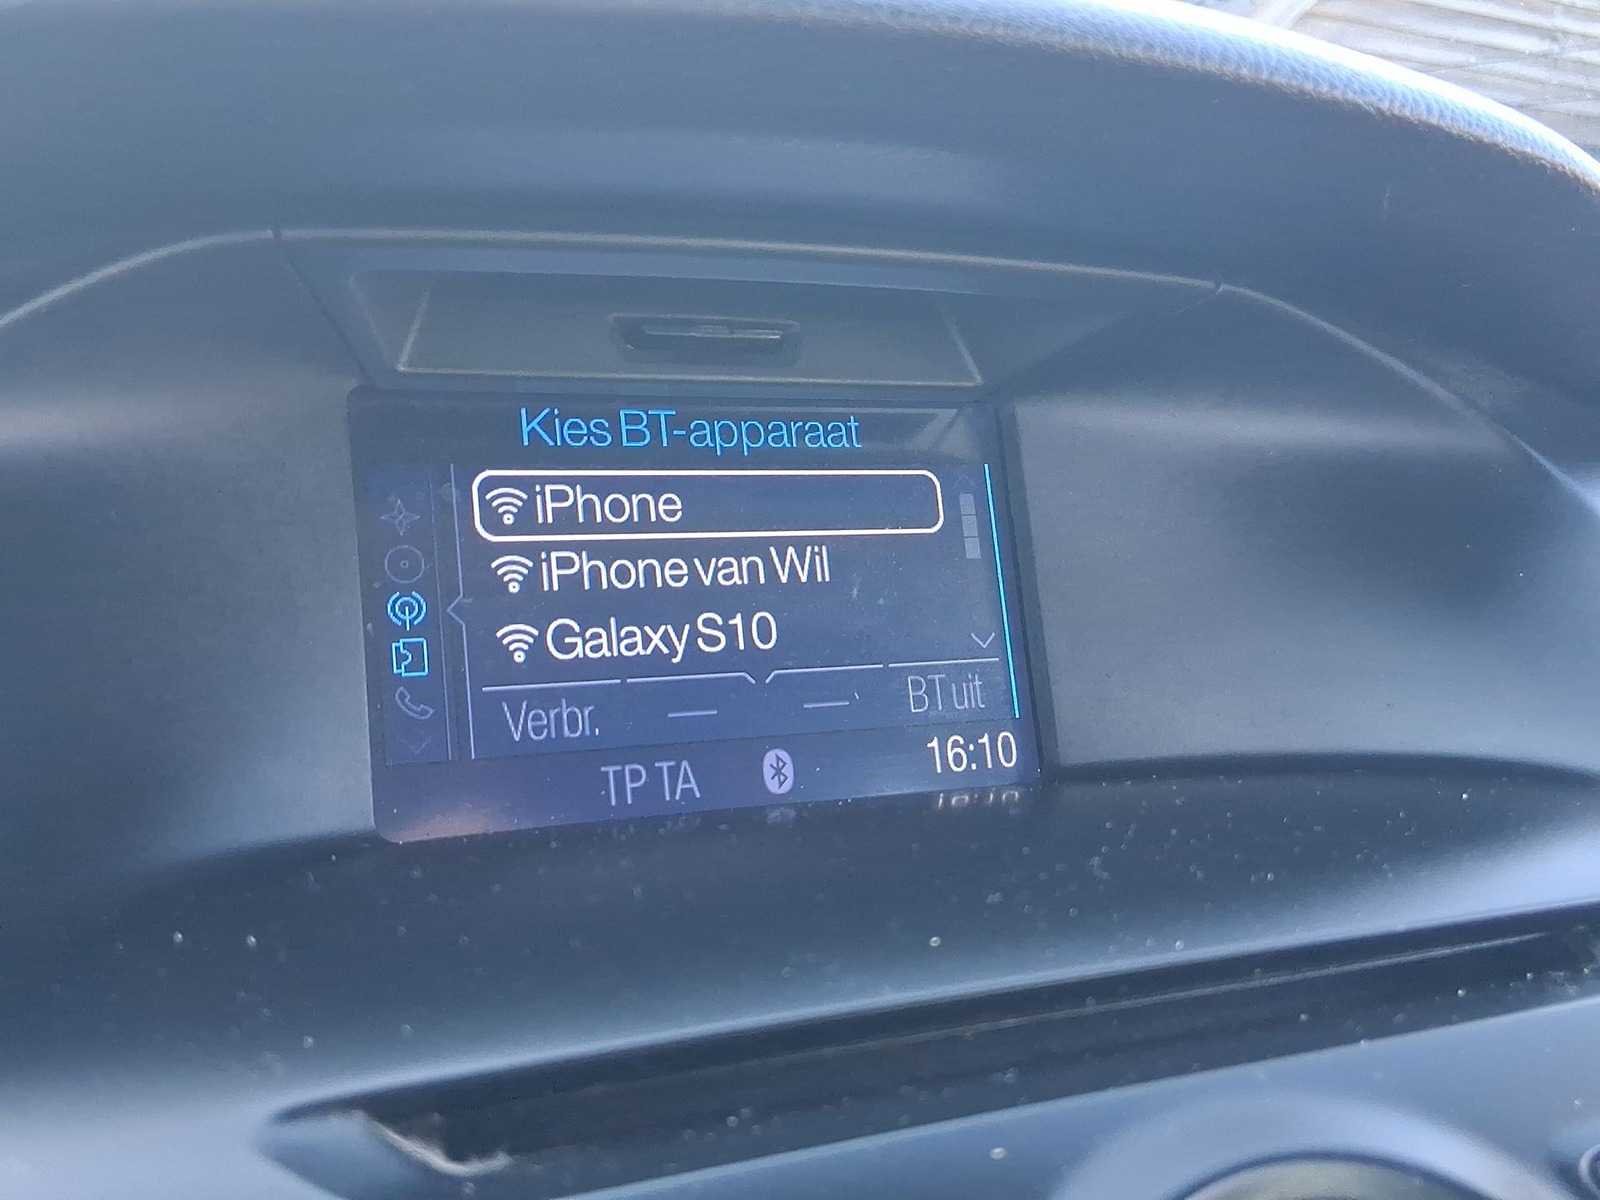 Kies BT-apparaat
iPhone
iPhone van Wil
Galaxy S10
Verbr. BT uit
TP TA 16:10